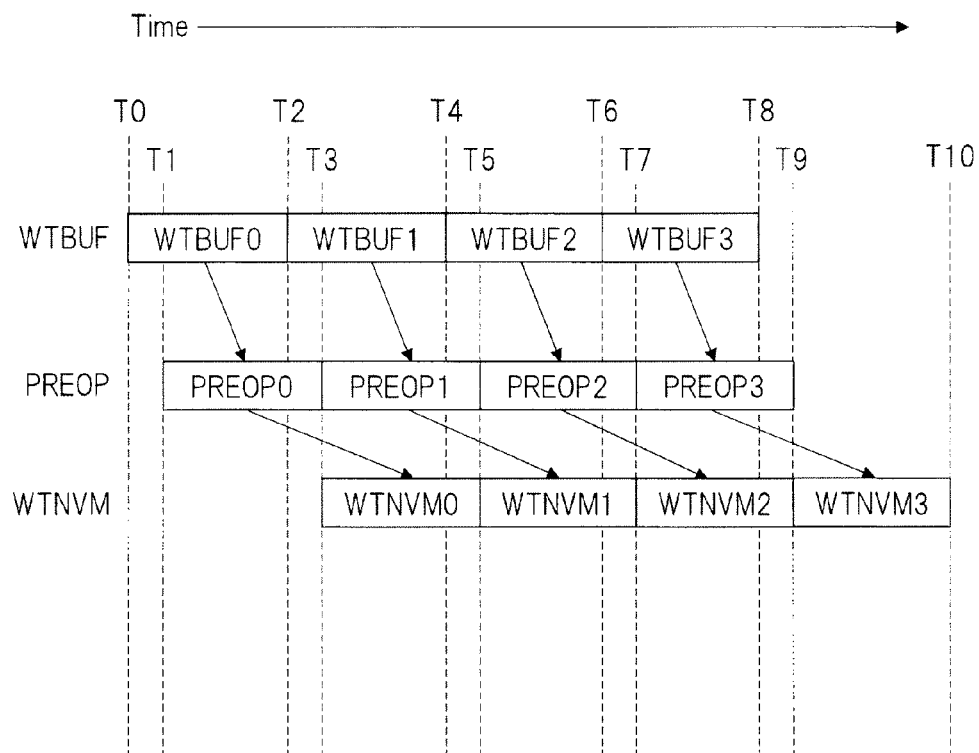 Time
T0 T2 T4 T6 T8
T1 T3 T5 T7 T9 T10
WTBUF WTBUF0 WTBUF1 WTBUF2 WTBUF3
PREOP PREOP0 PREOP1 PREOP2 PREOP3
WTNVM WTNVM0 WTNVM1 WTNVM2 WTNVM3